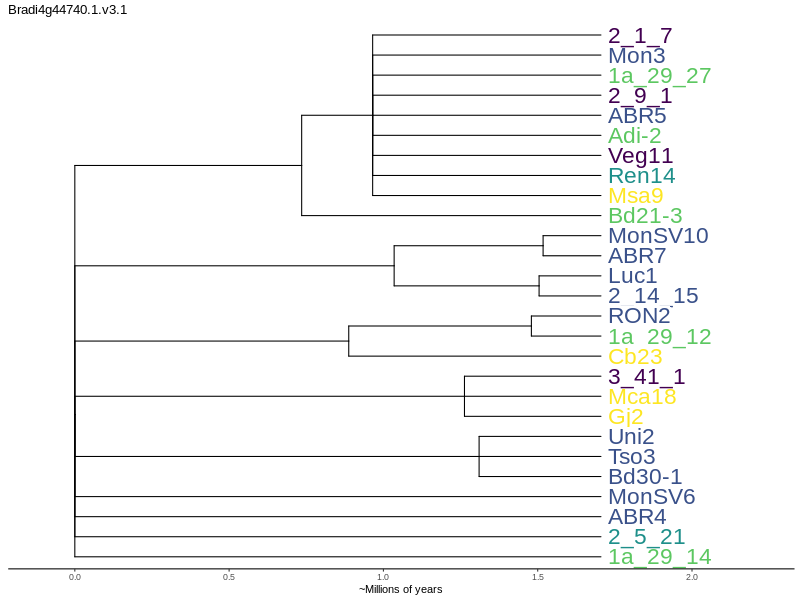 Bradi4g44740.1.v3.1
2_1_7
Mon3
1a_29_27
2_9_1
ABR5
Adi-2
Veg11
Ren14
Msa9
Bd21-3
MonSV10
ABR7
Luc1
2_14_15
RON2
1a_29_12
Cb23
3_41_1
Mca18
Gj2
Uni2
Tso3
Bd30-1
MonSV6
ABR4
2_5_21
1a_29_14
0.0 0.5 1.0 1.5 2.0
~Millions of years